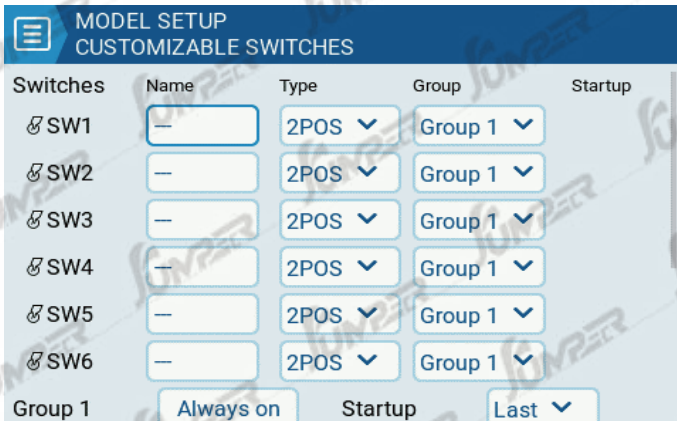 MODEL SETUP
CUSTOMIZABLE SWITCHES
Switches Name Type Group Startup
SW1 --- 2POS Group 1
SW2 --- 2POS Group 1
SW3 --- 2POS Group 1
SW4 --- 2POS Group 1
SW5 --- 2POS Group 1
SW6 --- 2POS Group 1
Group 1 Always on Startup Last
JUMPER